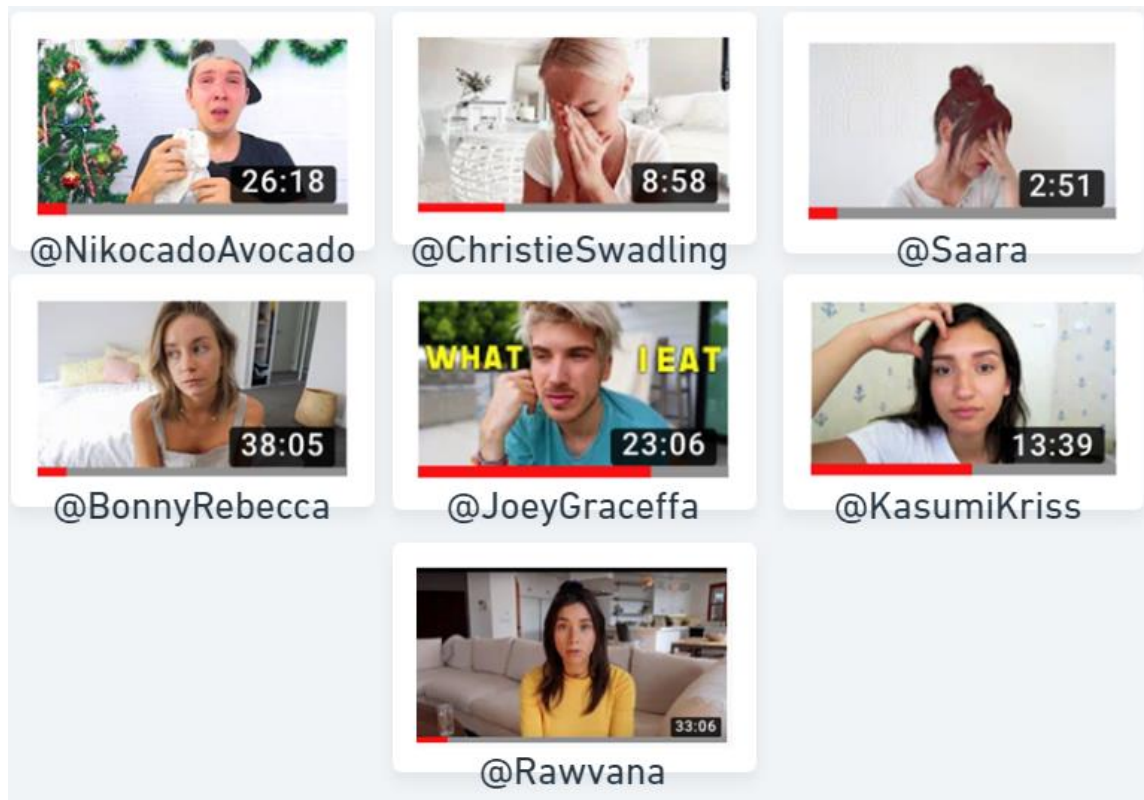 26:18
8:58
2:51
@NikocadoAvocado
@ChristieSwadling
@Saara
WHAT I EAT
38:05
23:06
13:39
@BonnyRebecca
@JoeyGraceffa
@KasumiKriss
33:06
@Rawvana